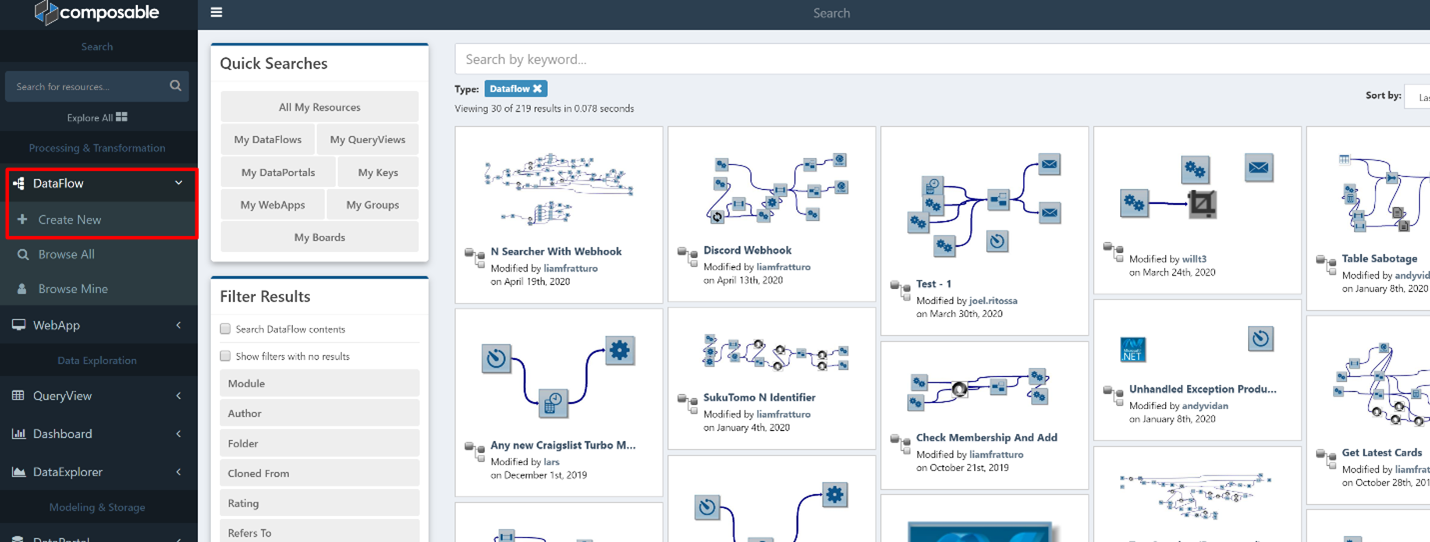 composable
Search
Search
Search for resources...
Explore All
Processing & Transformation
DataFlow
Create New
Browse All
Browse Mine
WebApp
Data Exploration
QueryView
Dashboard
DataExplorer
Modeling & Storage
DataPortal
Quick Searches
All My Resources
My DataFlows
My QueryViews
My DataPortals
My Keys
My WebApps
My Groups
My Boards
Filter Results
Search DataFlow contents
Show filters with no results
Module
Author
Folder
Cloned From
Rating
Refers To
Search by keyword...
Type: Dataflow
Viewing 30 of 219 results in 0.078 seconds
Sort by:
Las
N Searcher With Webhook
Modified by liamfratturo
on April 19th, 2020
Any new Craigslist Turbo M...
Modified by lars
on December 1st, 2019
Discord Webhook
Modified by liamfratturo
on April 13th, 2020
SukuTomo N Identifier
Modified by liamfratturo
on January 4th, 2020
Test - 1
Modified by joel.ritossa
on March 30th, 2020
Check Membership And Add
Modified by liamfratturo
on October 21st, 2019
Modified by willt3
on March 24th, 2020
Microsoft
.NET
Unhandled Exception Produ...
Modified by andyvidan
on January 8th, 2020
Table Sabotage
Modified by andyvid
on January 8th, 2020
Get Latest Cards
Modified by liamfrat
on October 28th, 201